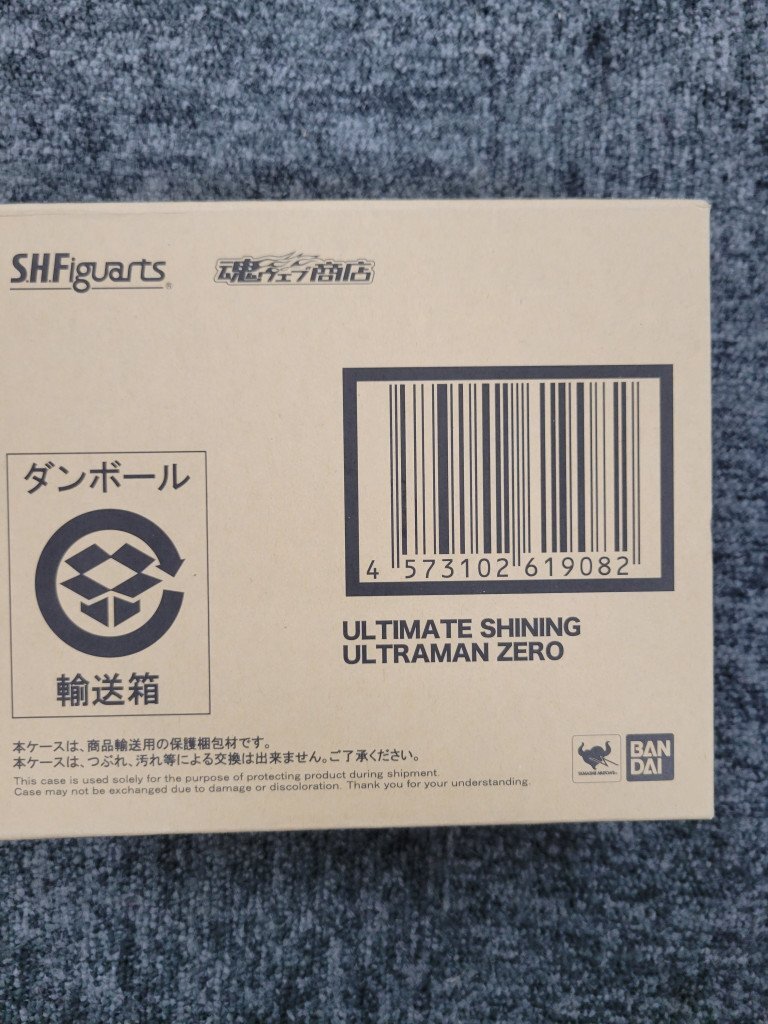 S.H.Figuarts
魂ウェブ商店
ダンボール
輸送箱
4 573102 619082
ULTIMATE SHINING
ULTRAMAN ZERO
本ケースは、商品輸送用の保護梱包材です。
本ケースは、つぶれ、汚れ等による交換は出来ません。ご了承ください。
This case is used solely for the purpose of protecting product during shipment.
Case may not be exchanged due to damage or discoloration. Thank you for your understanding.
TAMASHII NATIONS
BAN
DAI